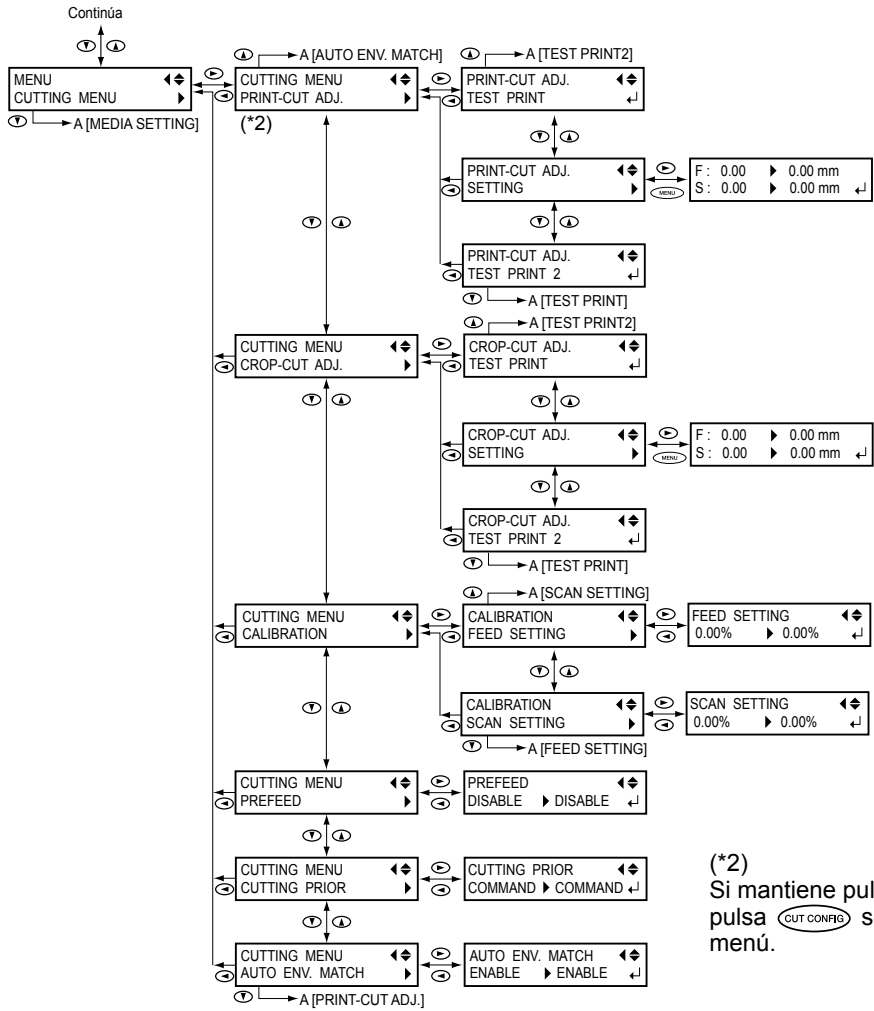 Continúa
MENU
CUTTING MENU
A [MEDIA SETTING]
A [AUTO ENV. MATCH]
CUTTING MENU
PRINT-CUT ADJ.
(*2)
A [TEST PRINT2]
PRINT-CUT ADJ.
TEST PRINT
PRINT-CUT ADJ.
SETTING
F : 0.00 0.00 mm
S : 0.00 0.00 mm
MENU
PRINT-CUT ADJ.
TEST PRINT 2
A [TEST PRINT]
A [TEST PRINT2]
CUTTING MENU
CROP-CUT ADJ.
CROP-CUT ADJ.
TEST PRINT
CROP-CUT ADJ.
SETTING
F : 0.00 0.00 mm
S : 0.00 0.00 mm
MENU
CROP-CUT ADJ.
TEST PRINT 2
A [TEST PRINT]
A [SCAN SETTING]
CUTTING MENU
CALIBRATION
CALIBRATION
FEED SETTING
FEED SETTING
0.00% 0.00%
CALIBRATION
SCAN SETTING
SCAN SETTING
0.00% 0.00%
A [FEED SETTING]
CUTTING MENU
PREFEED
PREFEED
DISABLE DISABLE
CUTTING MENU
CUTTING PRIOR
CUTTING PRIOR
COMMAND COMMAND
CUTTING MENU
AUTO ENV. MATCH
AUTO ENV. MATCH
ENABLE ENABLE
A [PRINT-CUT ADJ.]
(*2)
Si mantiene pul
pulsa CUT CONFIG s
menú.